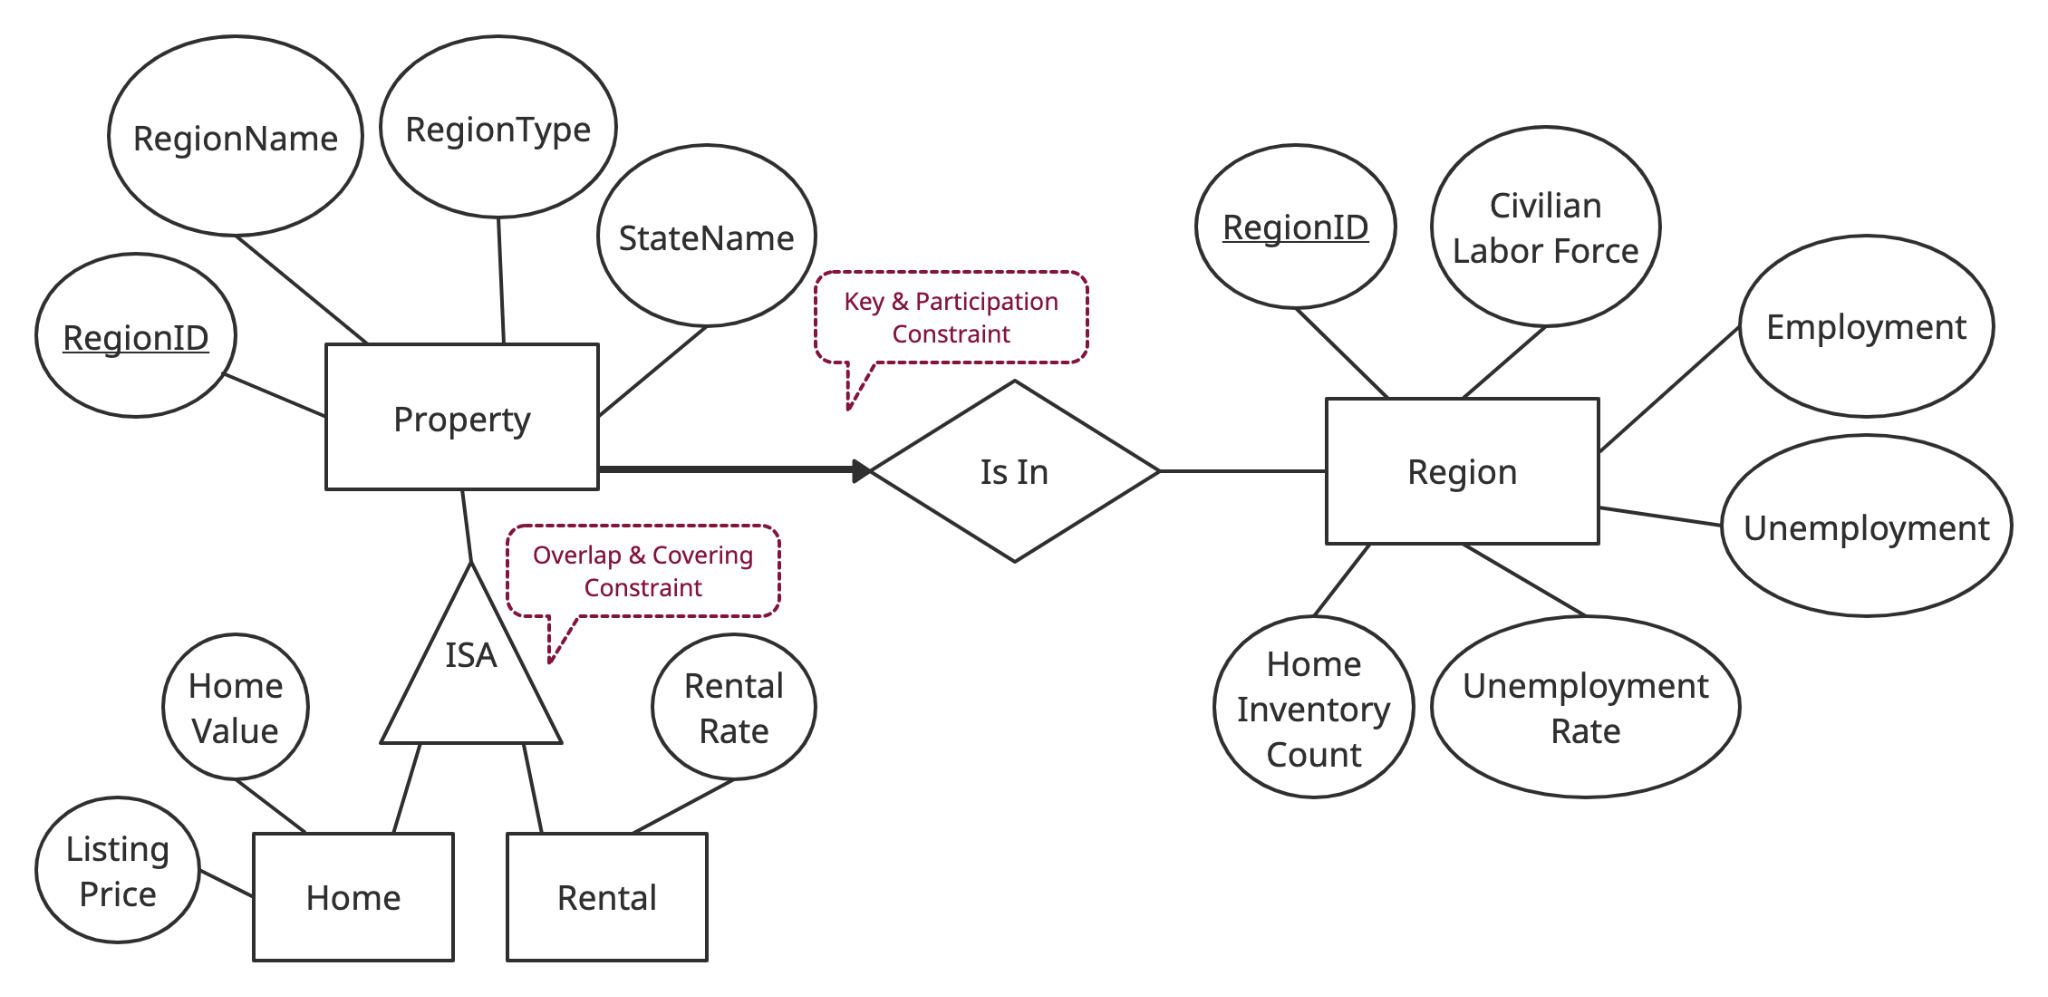 RegionName
RegionType
StateName
RegionID
Property
Key & Participation
Constraint
Is In
RegionID
Civilian
Labor Force
Employment
Region
Unemployment
Home
Inventory
Count
Unemployment
Rate
Overlap & Covering
Constraint
ISA
Home
Value
Rental
Rate
Listing
Price
Home
Rental